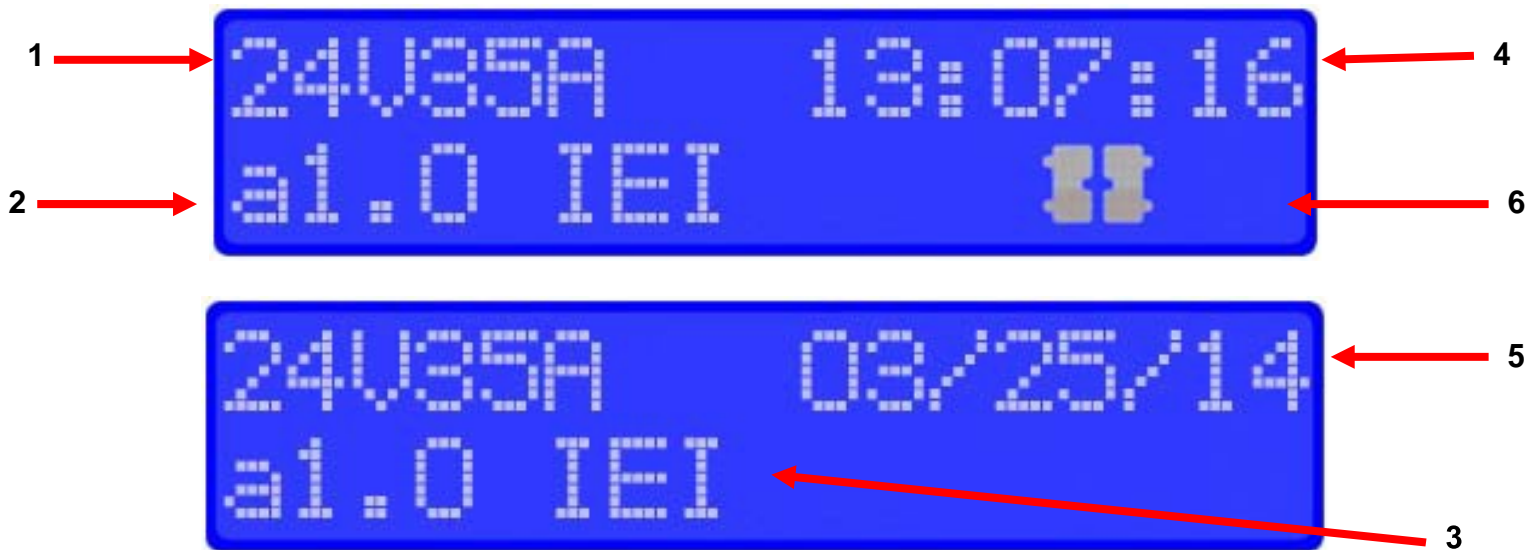 1 24V35A 13:07:16 4
2 a1.0 IEI 6
24V35A 03/25/14 5
a1.0 IEI
3